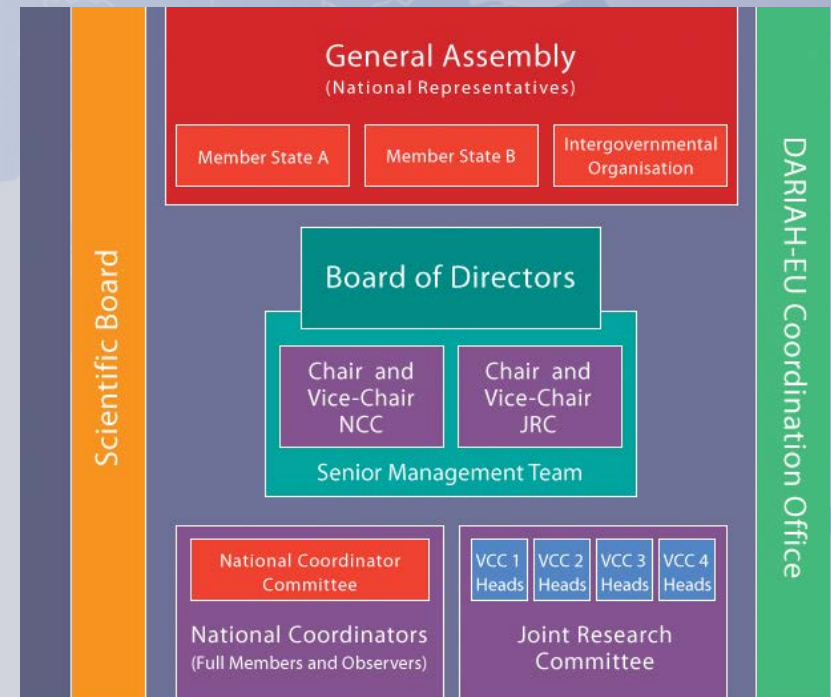 General Assembly
(National Representatives)
Member State A
Member State B
Intergovernmental
Organisation
Scientific Board
Board of Directors
Chair and
Vice-Chair
NCC
Chair and
Vice-Chair
JRC
Senior Management Team
National Coordinator
Committee
National Coordinators
(Full Members and Observers)
VCC 1
Heads
VCC 2
Heads
VCC 3
Heads
VCC 4
Heads
Joint Research
Committee
DARIAH-EU Coordination Office